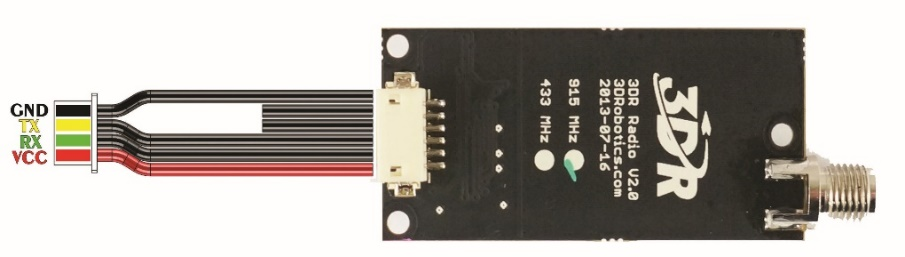 GND
TX
RX
VCC
433 MHz
915 MHz
2013-07-16
3DRobotics.com
3DR Radio V2.0
3DR